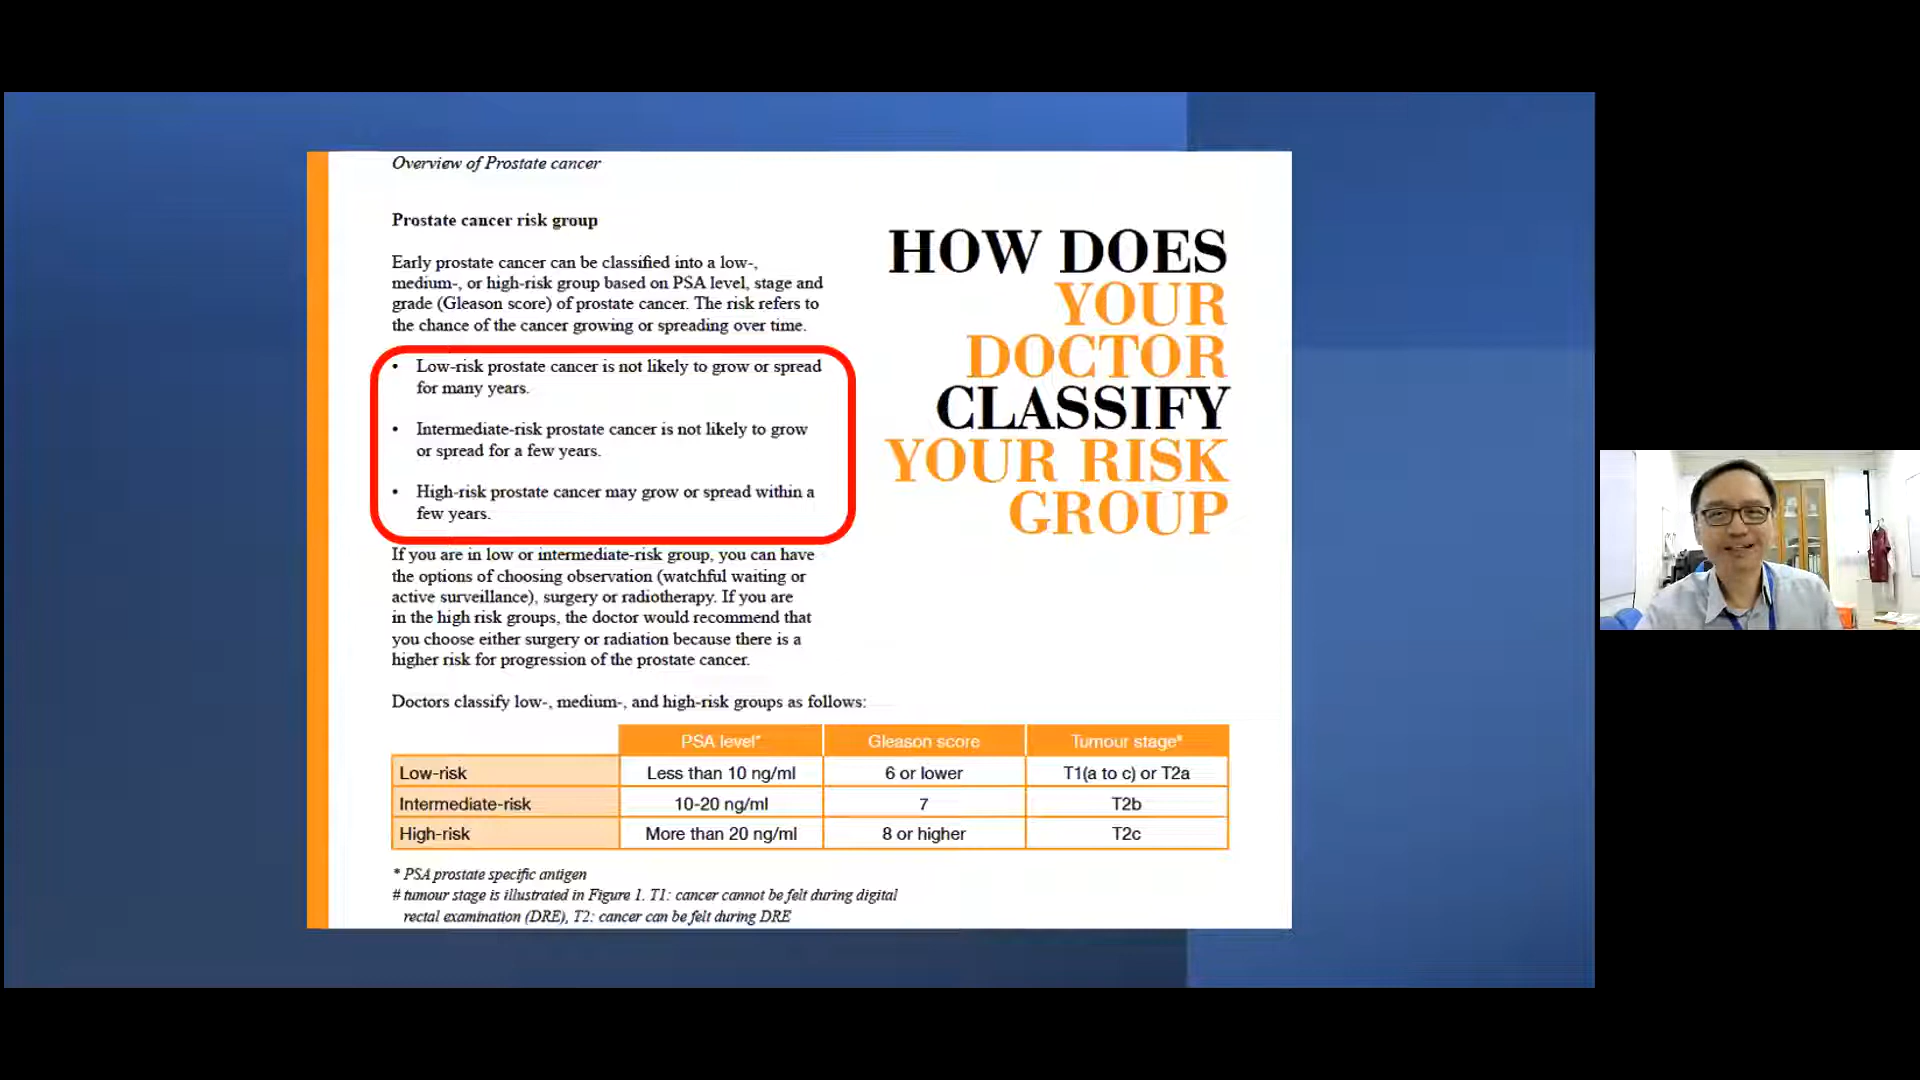 Overview of Prostate cancer
Prostate cancer risk group
Early prostate cancer can be classified into a low-,
medium-, or high-risk group based on PSA level, stage and
grade (Gleason score) of prostate cancer. The risk refers to
the chance of the cancer growing or spreading over time.
• Low-risk prostate cancer is not likely to grow or spread
for many years.
• Intermediate-risk prostate cancer is not likely to grow
or spread for a few years.
• High-risk prostate cancer may grow or spread within a
few years.
If you are in low or intermediate-risk group, you can have
the options of choosing observation (watchful waiting or
active surveillance), surgery or radiotherapy. If you are
in the high risk groups, the doctor would recommend that
you choose either surgery or radiation because there is a
higher risk for progression of the prostate cancer.
HOW DOES
YOUR
DOCTOR
CLASSIFY
YOUR RISK
GROUP
Doctors classify low-, medium-, and high-risk groups as follows:
PSA level* Gleason score Tumour stage*
Low-risk Less than 10 ng/ml 6 or lower T1(a to c) or T2a
Intermediate-risk 10-20 ng/ml 7 T2b
High-risk More than 20 ng/ml 8 or higher T2c
* PSA prostate specific antigen
# tumour stage is illustrated in Figure 1. T1: cancer cannot be felt during digital
rectal examination (DRE), T2: cancer can be felt during DRE